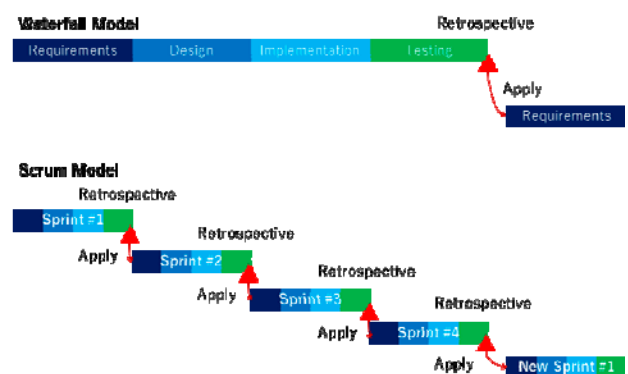 Waterfall Model
Retrospective
Requirements Design Implementation Testing
Apply
Requirements
Scrum Model
Retrospective
Sprint #1
Retrospective
Apply Sprint #2
Retrospective
Apply Sprint #3
Retrospective
Apply Sprint #4
Apply New Sprint #1